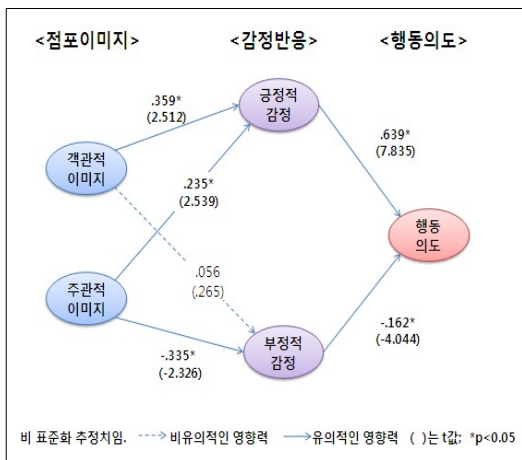 <점포이미지> <감정반응> <행동의도>
긍정적
감정
.359*
(2.512)
.639*
(7.835)
객관적
이미지
.235*
(2.539)
행동
의도
.056
(.265)
주관적
이미지
-.162*
(-4.044)
-.335*
(-2.326)
부정적
감정
비 표준화 추정치임. 비유의적인 영향력 유의적인 영향력 ( )는 t값; *p<0.05